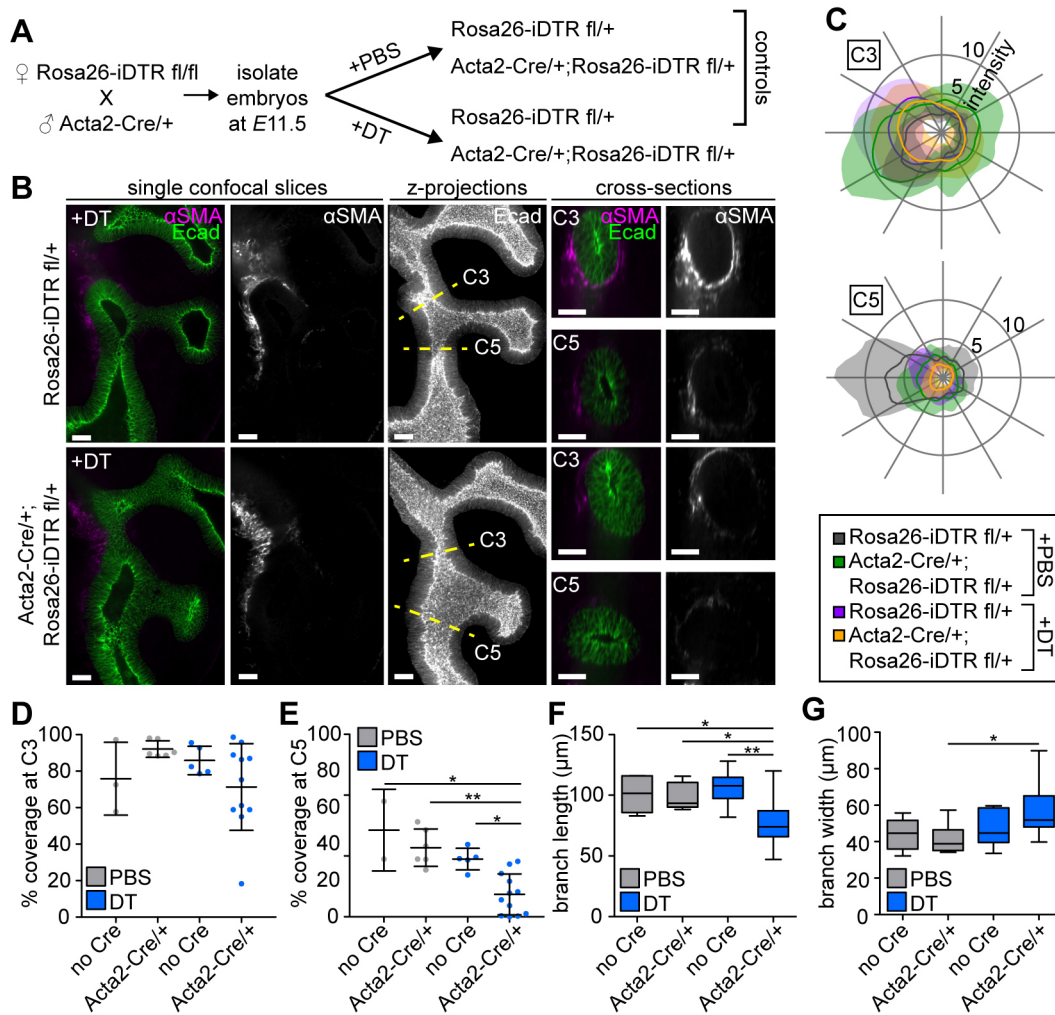 A
♀ Rosa26-iDTR fl/fl
X
♂ Acta2-Cre/+
isolate
embryos
at E11.5
+PBS
+DT
Rosa26-iDTR fl/+
Acta2-Cre/+;Rosa26-iDTR fl/+
Rosa26-iDTR fl/+
Acta2-Cre/+;Rosa26-iDTR fl/+
controls
B
single confocal slices
z-projections
cross-sections
Rosa26-iDTR fl/+
+DT
αSMA
Ecad
αSMA
Ecad
C3
C5
C3
αSMA
Ecad
αSMA
C5
Acta2-Cre/+;
Rosa26-iDTR fl/+
+DT
C3
C5
C3
C5
C
C3
10
5
intensity
C5
10
5
Rosa26-iDTR fl/+
Acta2-Cre/+;
Rosa26-iDTR fl/+
+PBS
Rosa26-iDTR fl/+
Acta2-Cre/+;
Rosa26-iDTR fl/+
+DT
D
% coverage at C3
100
80
60
40
20
0
PBS
DT
no Cre
Acta2-Cre/+
no Cre
Acta2-Cre/+
E
% coverage at C5
100
80
60
40
20
0
PBS
DT
*
**
*
no Cre
Acta2-Cre/+
no Cre
Acta2-Cre/+
F
branch length (μm)
150
100
50
0
*
*
**
PBS
DT
no Cre
Acta2-Cre/+
no Cre
Acta2-Cre/+
G
branch width (μm)
100
80
60
40
20
0
*
PBS
DT
no Cre
Acta2-Cre/+
no Cre
Acta2-Cre/+